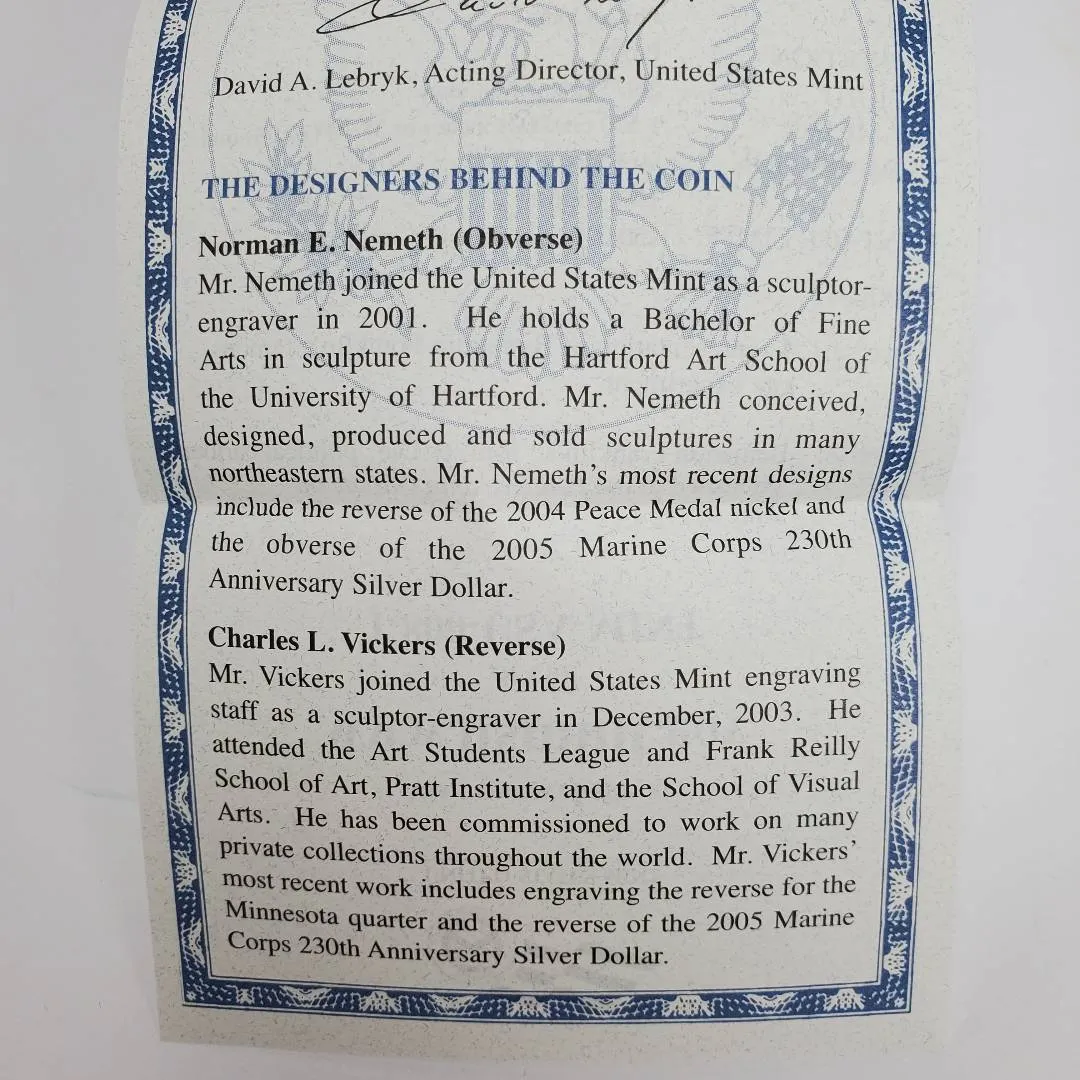 David A. Lebryk, Acting Director, United States Mint
THE DESIGNERS BEHIND THE COIN
Norman E. Nemeth (Obverse)
Mr. Nemeth joined the United States Mint as a sculptor-
engraver in 2001. He holds a Bachelor of Fine
Arts in sculpture from the Hartford Art School of
the University of Hartford. Mr. Nemeth conceived,
designed, produced and sold sculptures in many
northeastern states. Mr. Nemeth's most recent designs
include the reverse of the 2004 Peace Medal nickel and
the obverse of the 2005 Marine Corps 230th
Anniversary Silver Dollar.
Charles L. Vickers (Reverse)
Mr. Vickers joined the United States Mint engraving
staff as a sculptor-engraver in December, 2003. He
attended the Art Students League and Frank Reilly
School of Art, Pratt Institute, and the School of Visual
Arts. He has been commissioned to work on many
private collections throughout the world. Mr. Vickers'
most recent work includes engraving the reverse for the
Minnesota quarter and the reverse of the 2005 Marine
Corps 230th Anniversary Silver Dollar.